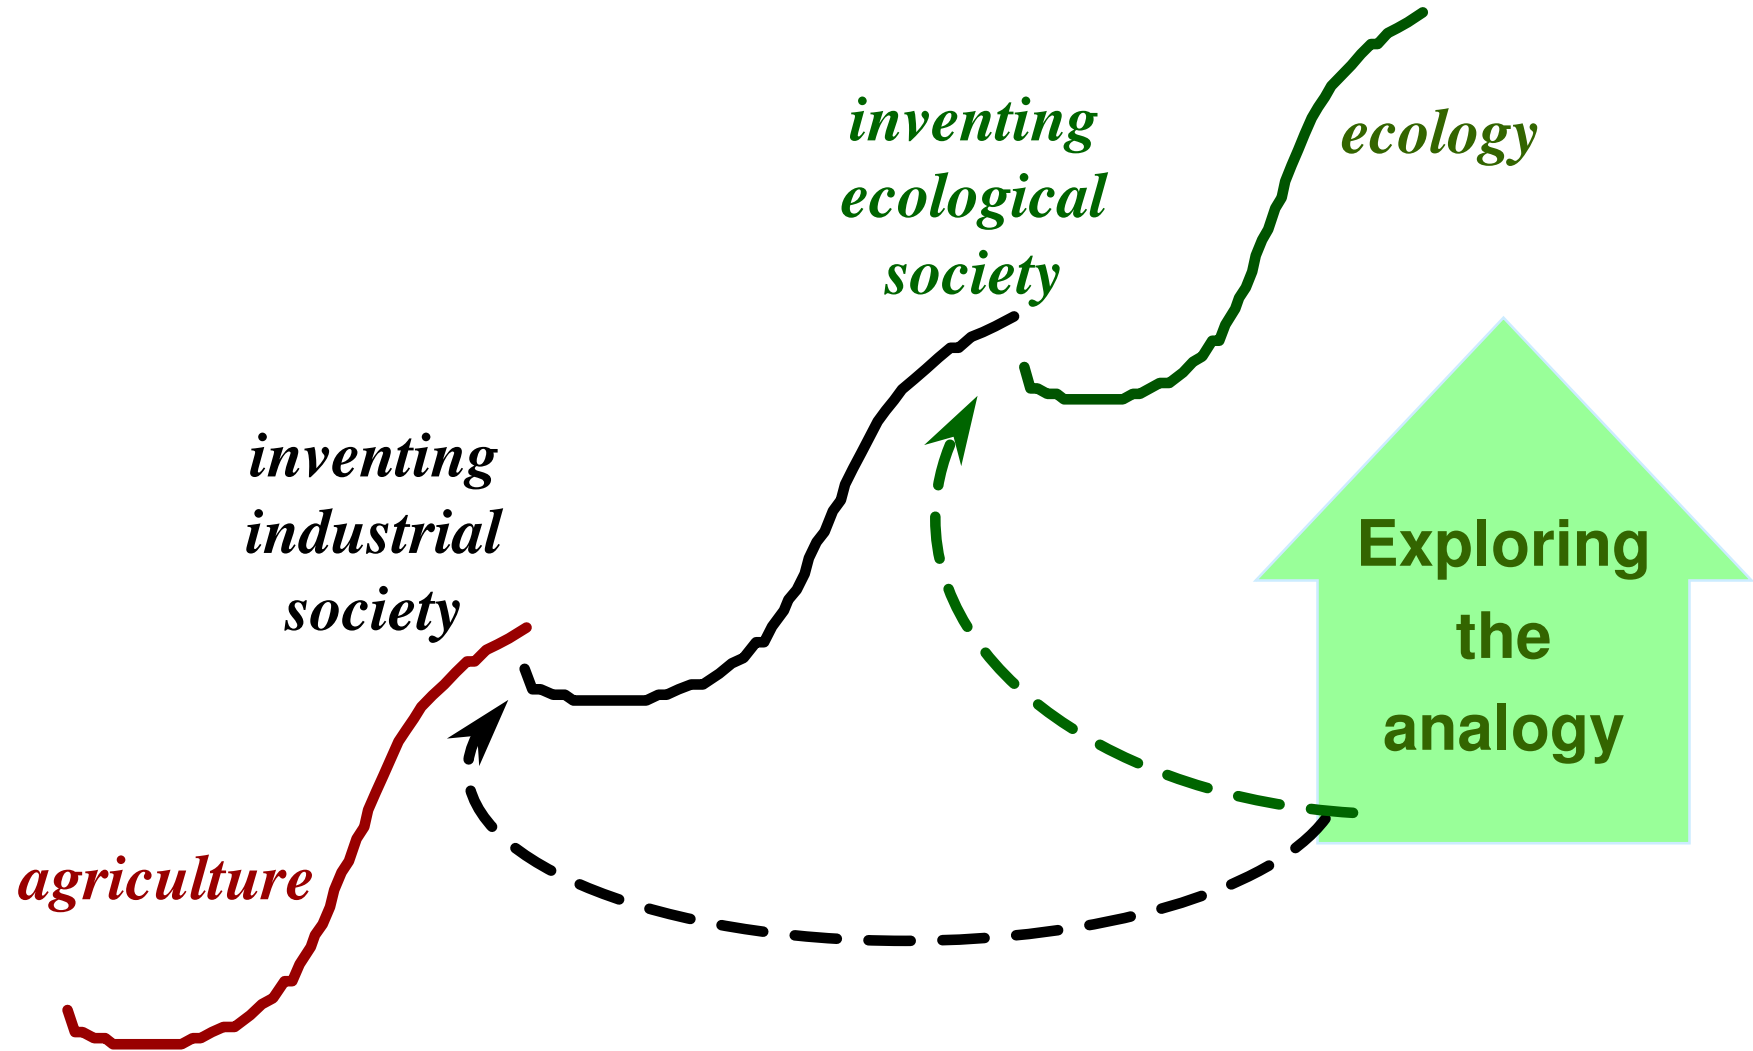 inventing
ecological
society
ecology
inventing
industrial
society
Exploring
the
analogy
agriculture